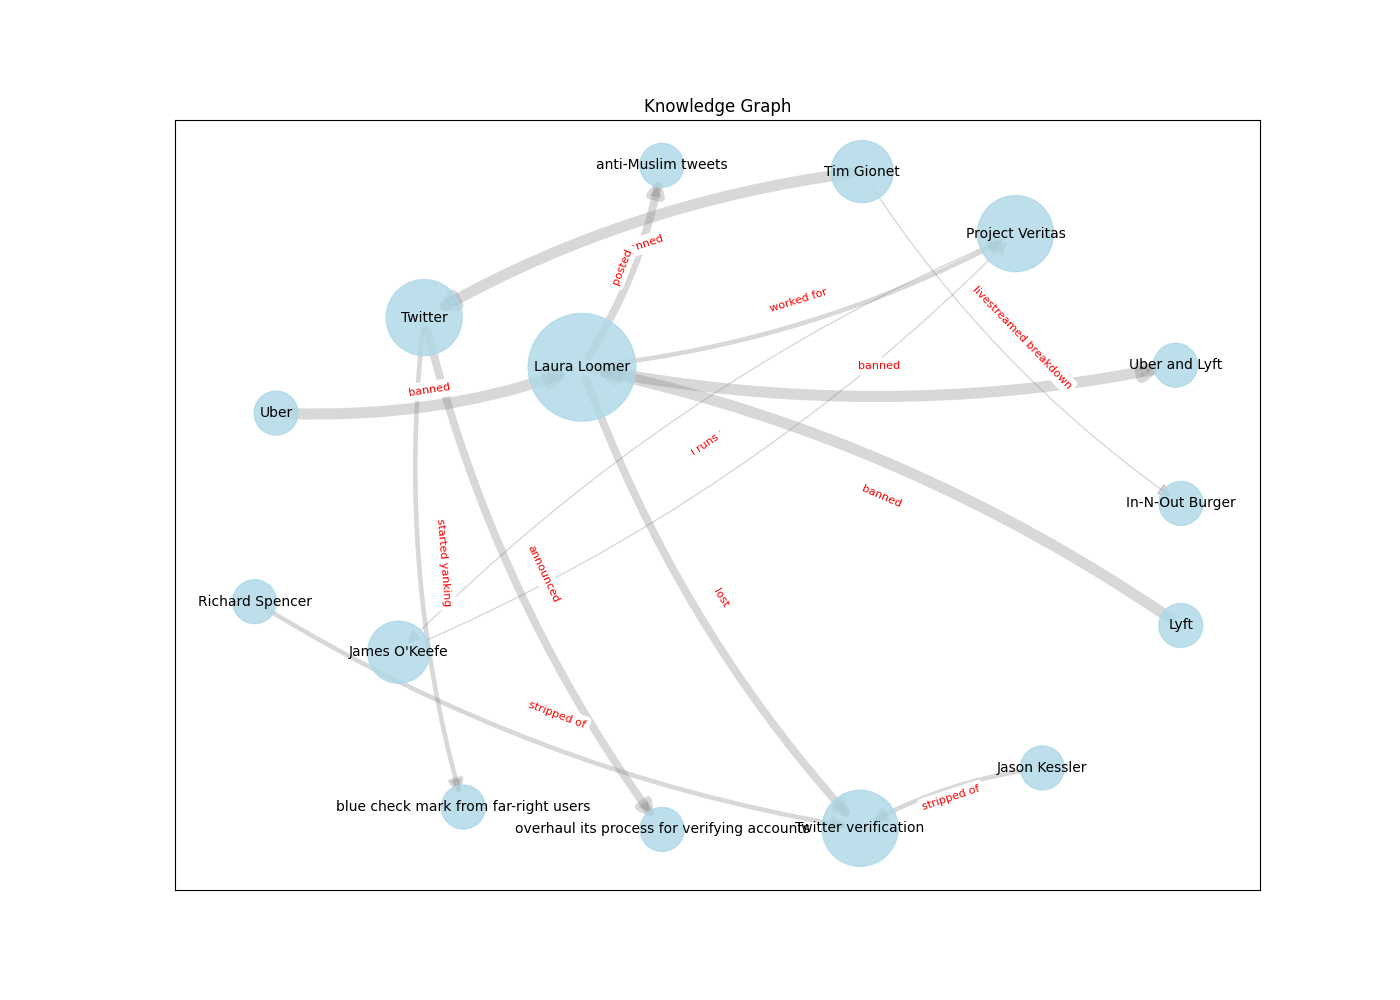 Knowledge Graph
anti-Muslim tweets
Tim Gionet
Project Veritas
posted
nned
worked for
livestreamed breakdown
Twitter
Laura Loomer
banned
Uber and Lyft
banned
Uber
runs
banned
In-N-Out Burger
started yanking
announced
lost
Richard Spencer
James O'Keefe
Lyft
stripped of
Jason Kessler
stripped of
blue check mark from far-right users
overhaul its process for verifying accounts
Twitter verification